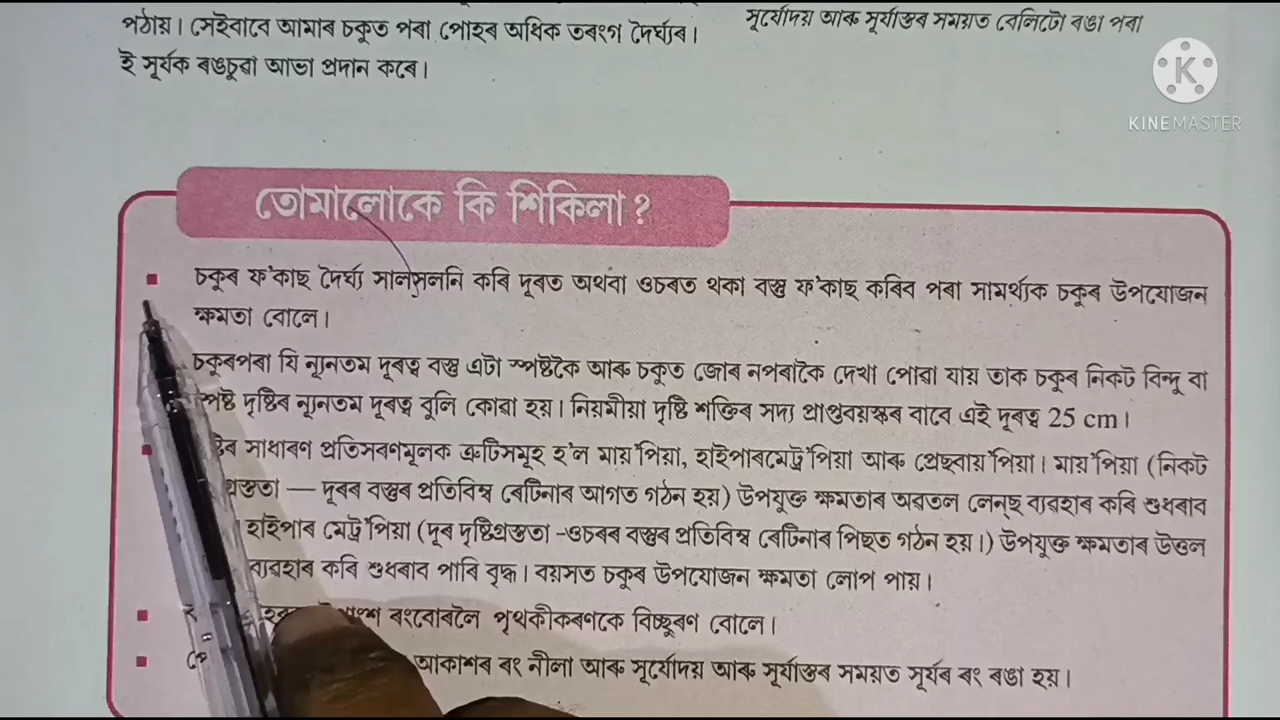 পঠায়। সেইবাবে আমাৰ চকুত পৰা পোহৰ অধিক তৰংগ দৈৰ্ঘ্যৰ।
ই সূৰ্যক ৰঙচুৱা আভা প্ৰদান কৰে।
সূৰ্যোদয় আৰু সূৰ্যাস্তৰ সময়ত বেলিটো ৰঙা পৰা
KINEMASTER
তোমালোকে কি শিকিলা ?
চকুৰ ফ'কাছ দৈৰ্ঘ্য সালসলনি কৰি দূৰত অথবা ওচৰত থকা বস্তু ফ'কাছ কৰিব পৰা সামৰ্থ্যক চকুৰ উপযোজন
ক্ষমতা বোলে।
চকুৰপৰা যি ন্যূনতম দূৰত্ব বস্তু এটা স্পষ্টকৈ আৰু চকুত জোৰ নপৰাকৈ দেখা পোৱা যায় তাক চকুৰ নিকট বিন্দু বা
দৃষ্টিৰ ন্যূনতম দূৰত্ব বুলি কোৱা হয়। নিয়মীয়া দৃষ্টি শক্তিৰ সদ্য প্ৰাপ্তবয়স্কৰ বাবে এই দূৰত্ব 25 cm।
সাধাৰণ প্ৰতিসৰণমূলক ত্ৰুটিসমূহ হ'ল মায়'পিয়া, হাইপাৰমেট্ৰ'পিয়া আৰু প্ৰেছবায়'পিয়া। মায়'পিয়া (নিকট
— দূৰৰ বস্তুৰ প্ৰতিবিম্ব ৰেটিনাৰ আগত গঠন হয়) উপযুক্ত ক্ষমতাৰ অৱতল লেন্‌ছ ব্যৱহাৰ কৰি শুধৰাব
হাইপাৰ মেট্ৰ'পিয়া (দূৰ দৃষ্টিগ্ৰস্ততা -ওচৰৰ বস্তুৰ প্ৰতিবিম্ব ৰেটিনাৰ পিছত গঠন হয়।) উপযুক্ত ক্ষমতাৰ উত্তল
ব্যৱহাৰ কৰি শুধৰাব পাৰি বৃদ্ধ। বয়সত চকুৰ উপযোজন ক্ষমতা লোপ পায়।
ৰংবোৰলৈ পৃথকীকৰণকে বিচ্ছুৰণ বোলে।
আকাশৰ ৰং নীলা আৰু সূৰ্যোদয় আৰু সূৰ্যাস্তৰ সময়ত সূৰ্যৰ ৰং ৰঙা হয়।